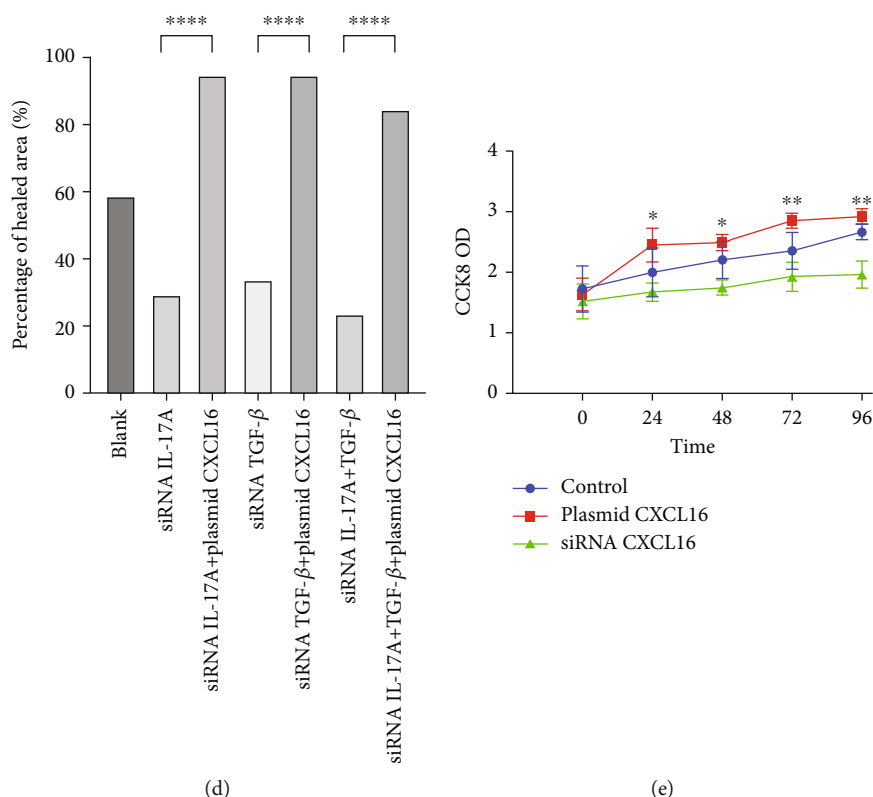 **** **** ****
Percentage of healed area (%)
100
80
60
40
20
0
Blank
siRNA IL-17A
siRNA IL-17A+plasmid CXCL16
siRNA TGF-β
siRNA TGF-β+plasmid CXCL16
siRNA IL-17A+TGF-β
siRNA IL-17A+TGF-β+plasmid CXCL16
(d)
CCK8 OD
4
3
2
1
0
* * ** **
0 24 48 72 96
Time
Control
Plasmid CXCL16
siRNA CXCL16
(e)